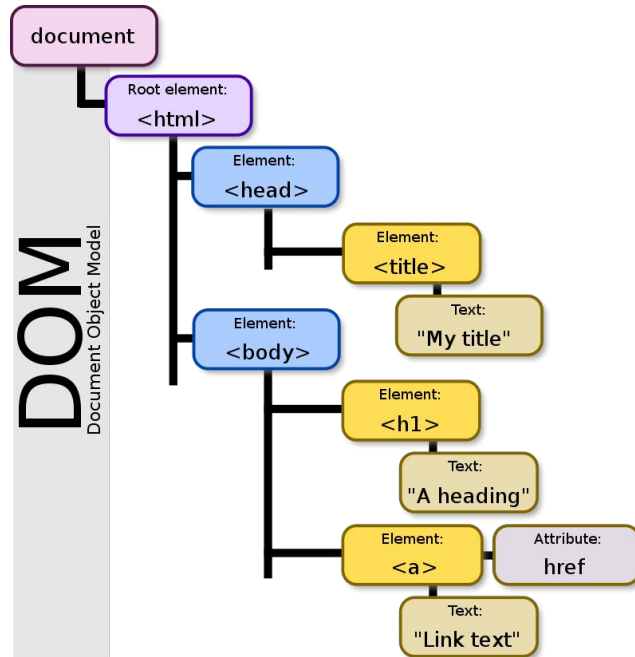 document
Root element:
<html>
Element:
<head>
Element:
<title>
Text:
"My title"
Element:
<body>
Element:
<h1>
Text:
"A heading"
Element:
<a>
Attribute:
href
Text:
"Link text"
DOM
Document Object Model